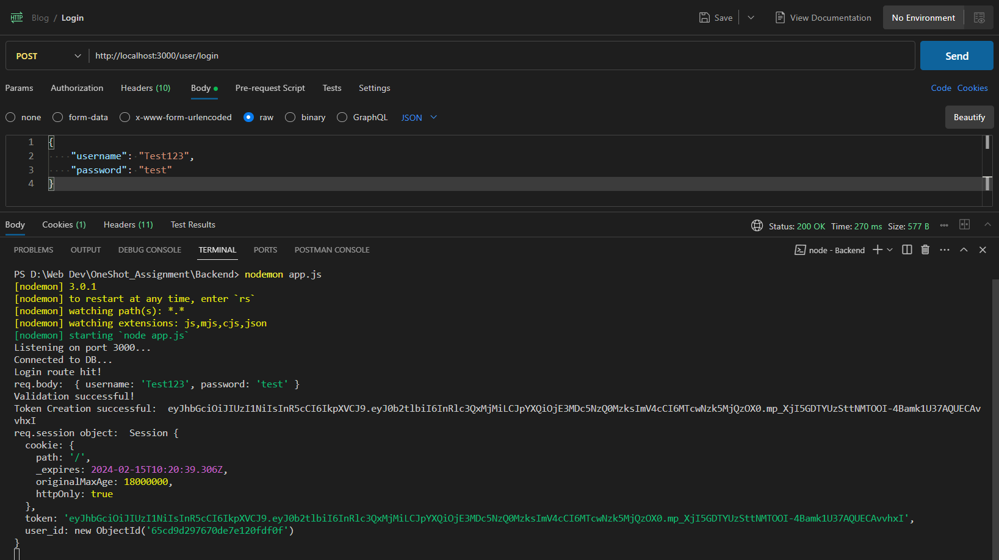 HTTP Blog / Login Save View Documentation No Environment
POST http://localhost:3000/user/login Send
Params Authorization Headers (10) Body Pre-request Script Tests Settings Code Cookies
none form-data x-www-form-urlencoded raw binary GraphQL JSON Beautify
1 {
2 ····"username":·"Test123",
3 ····"password":·"test"
4 }
Body Cookies (1) Headers (11) Test Results Status: 200 OK Time: 270 ms Size: 577 B
PROBLEMS OUTPUT DEBUG CONSOLE TERMINAL PORTS POSTMAN CONSOLE node - Backend
PS D:\Web Dev\OneShot_Assignment\Backend> nodemon app.js
[nodemon] 3.0.1
[nodemon] to restart at any time, enter `rs`
[nodemon] watching path(s): *.*
[nodemon] watching extensions: js,mjs,cjs,json
[nodemon] starting `node app.js`
Listening on port 3000...
Connected to DB...
Login route hit!
req.body:  { username: 'Test123', password: 'test' }
Validation successful!
Token Creation successful:  eyJhbGciOiJIUzI1NiIsInR5cCI6IkpXVCJ9.eyJ0b2tlbiI6InRlc3QxMjMiLCJpYXQiOjE3MDc5NzQ0MzksImV4cCI6MTcwNzk5MjQzOX0.mp_XjI5GDTYUzSttNMTOOI-4Bamk1U37AQUECAv
vhxI
req.session object:  Session {
  cookie: {
    path: '/',
    _expires: 2024-02-15T10:20:39.306Z,
    originalMaxAge: 18000000,
    httpOnly: true
  },
  token: 'eyJhbGciOiJIUzI1NiIsInR5cCI6IkpXVCJ9.eyJ0b2tlbiI6InRlc3QxMjMiLCJpYXQiOjE3MDc5NzQ0MzksImV4cCI6MTcwNzk5MjQzOX0.mp_XjI5GDTYUzSttNMTOOI-4Bamk1U37AQUECAvvhxI',
  user_id: new ObjectId('65cd9d297670de7e120fdf0f')
}